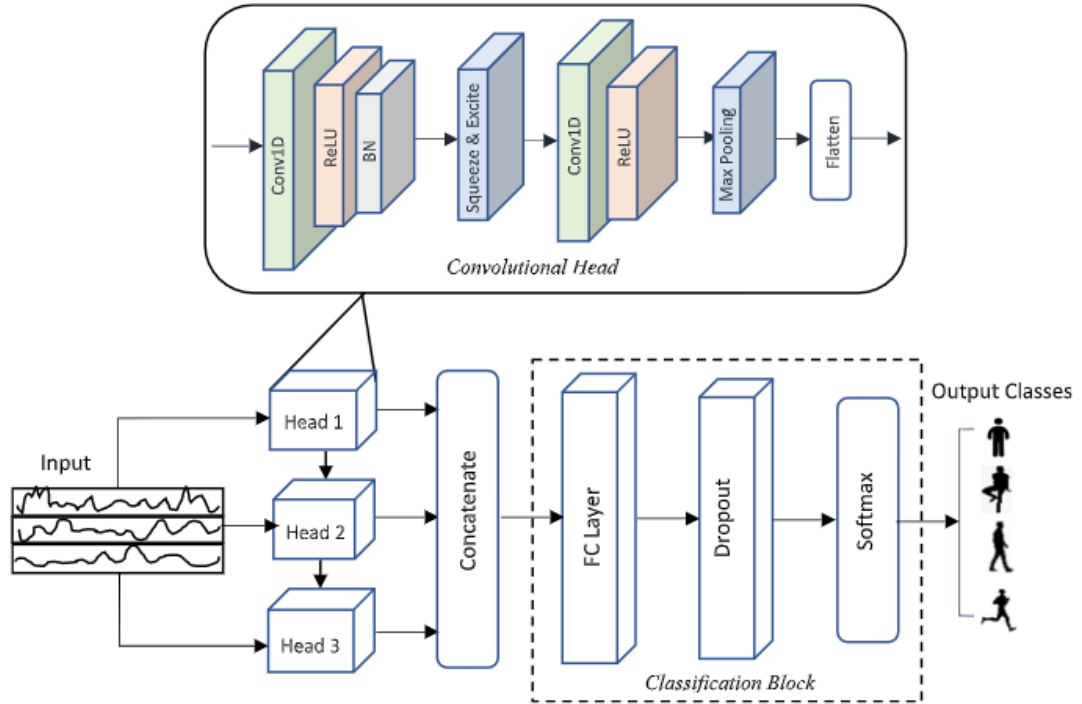 Conv1D
ReLU
BN
Squeeze & Excite
Conv1D
ReLU
Max Pooling
Flatten
Convolutional Head
Input
Head 1
Head 2
Head 3
Concatenate
FC Layer
Dropout
Softmax
Classification Block
Output Classes